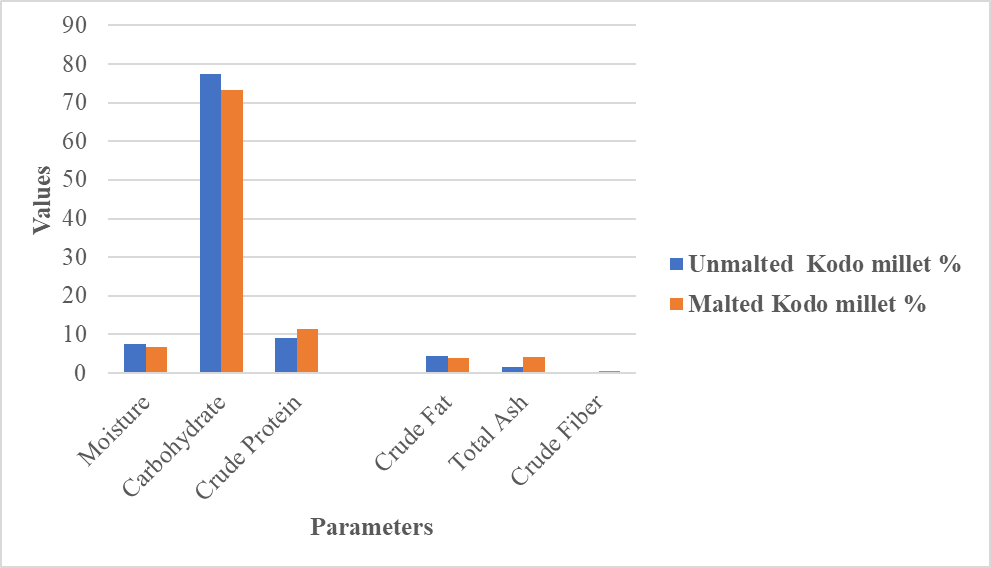 90
80
70
60
50
40
30
20
10
0
Values
Moisture
Carbohydrate
Crude Protein
Crude Fat
Total Ash
Crude Fiber
Parameters
Unmalted  Kodo millet %
Malted Kodo millet %